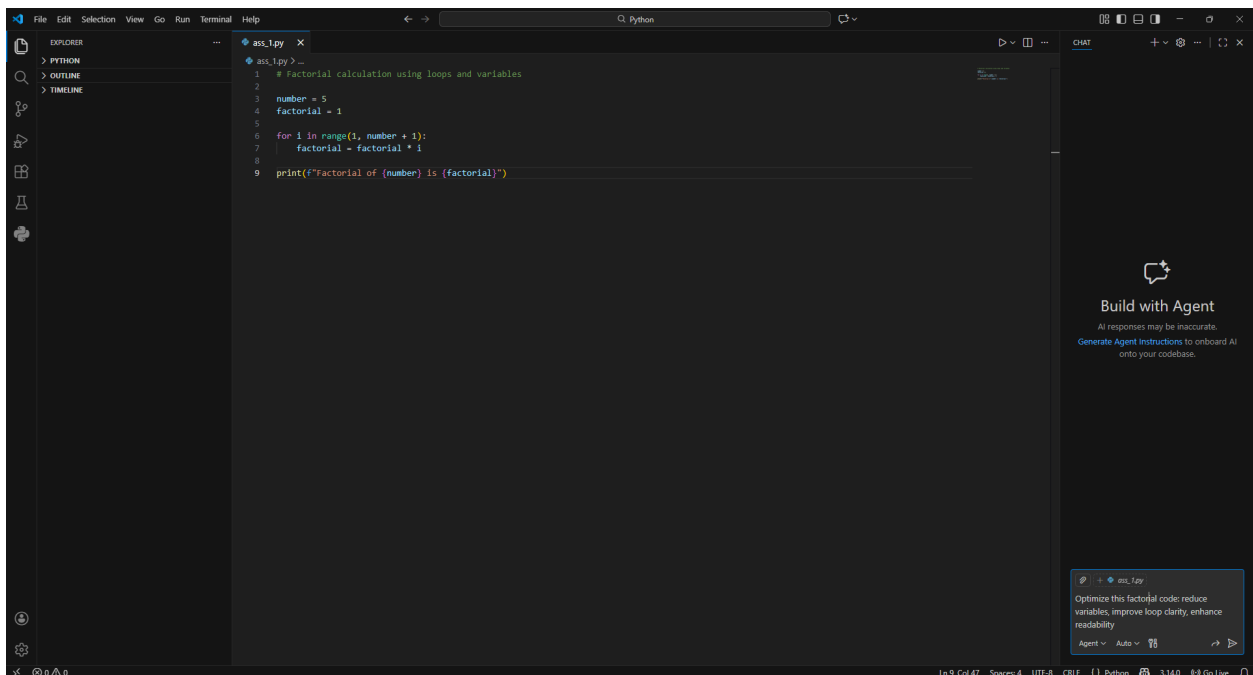 File Edit Selection View Go Run Terminal Help
Python
EXPLORER
PYTHON
OUTLINE
TIMELINE
ass_1.py
ass_1.py > ...
1 # Factorial calculation using loops and variables
2
3 number = 5
4 factorial = 1
5
6 for i in range(1, number + 1):
7 factorial = factorial * i
8
9 print(f"Factorial of {number} is {factorial}")
CHAT
Build with Agent
AI responses may be inaccurate.
Generate Agent Instructions to onboard AI
onto your codebase.
ass_1.py
Optimize this factorial code: reduce
variables, improve loop clarity, enhance
readability
Agent Auto
0 0
Ln 9, Col 47 Spaces: 4 UTF-8 CRLF { } Python 3.14.0 Go Live